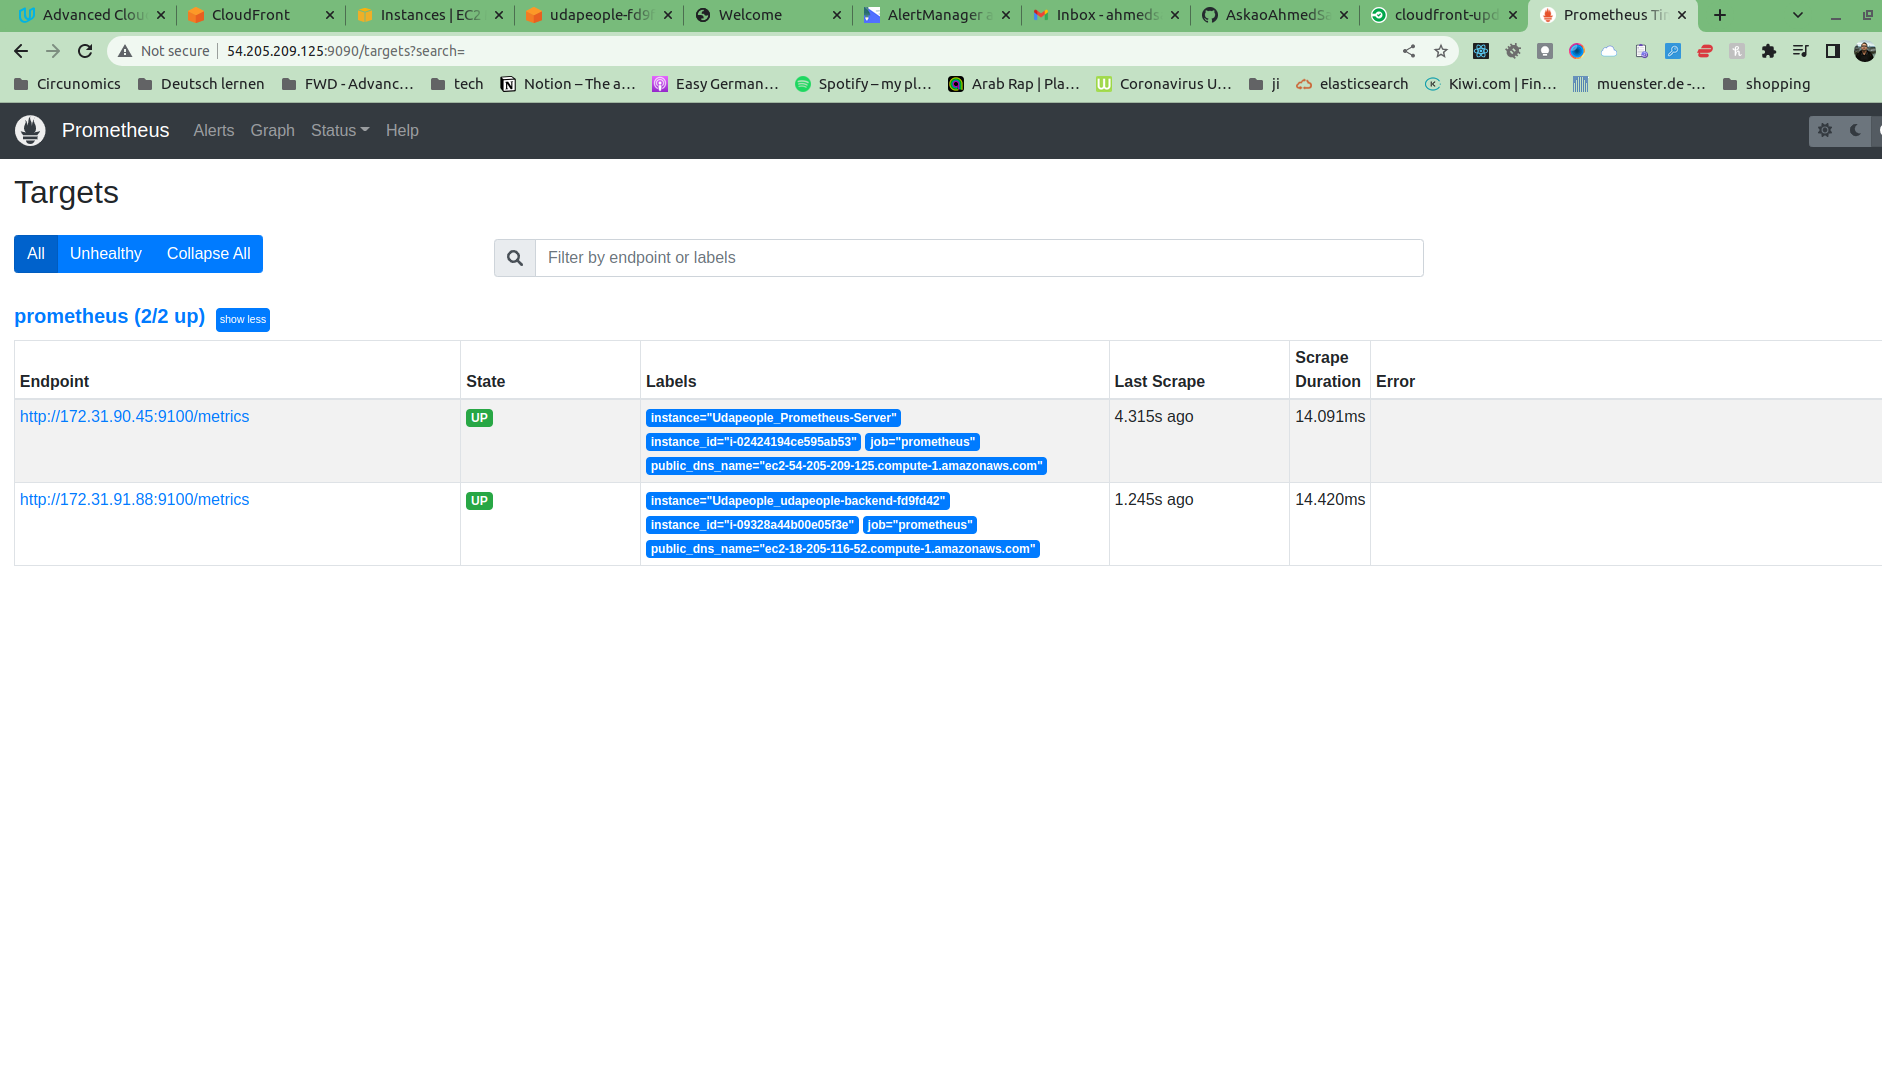 Advanced Clou CloudFront Instances | EC2 udapeople-fd9f Welcome AlertManager a Inbox - ahmeds. AskaoAhmedSa cloudfront-upd Prometheus Tim
Not secure 54.205.209.125:9090/targets?search=
Circunomics Deutsch lernen FWD - Advanc… tech Notion – The a… Easy German… Spotify – my pl… Arab Rap | Pla… Coronavirus U… ji elasticsearch Kiwi.com | Fin… muenster.de -… shopping
Prometheus Alerts Graph Status Help
Targets
All Unhealthy Collapse All Filter by endpoint or labels
prometheus (2/2 up) show less
Endpoint State Labels Last Scrape Scrape Duration Error
http://172.31.90.45:9100/metrics UP instance="Udapeople_Prometheus-Server" 4.315s ago 14.091ms
instance_id="i-02424194ce595ab53" job="prometheus"
public_dns_name="ec2-54-205-209-125.compute-1.amazonaws.com"
http://172.31.91.88:9100/metrics UP instance="Udapeople_udapeople-backend-fd9fd42" 1.245s ago 14.420ms
instance_id="i-09328a44b00e05f3e" job="prometheus"
public_dns_name="ec2-18-205-116-52.compute-1.amazonaws.com"